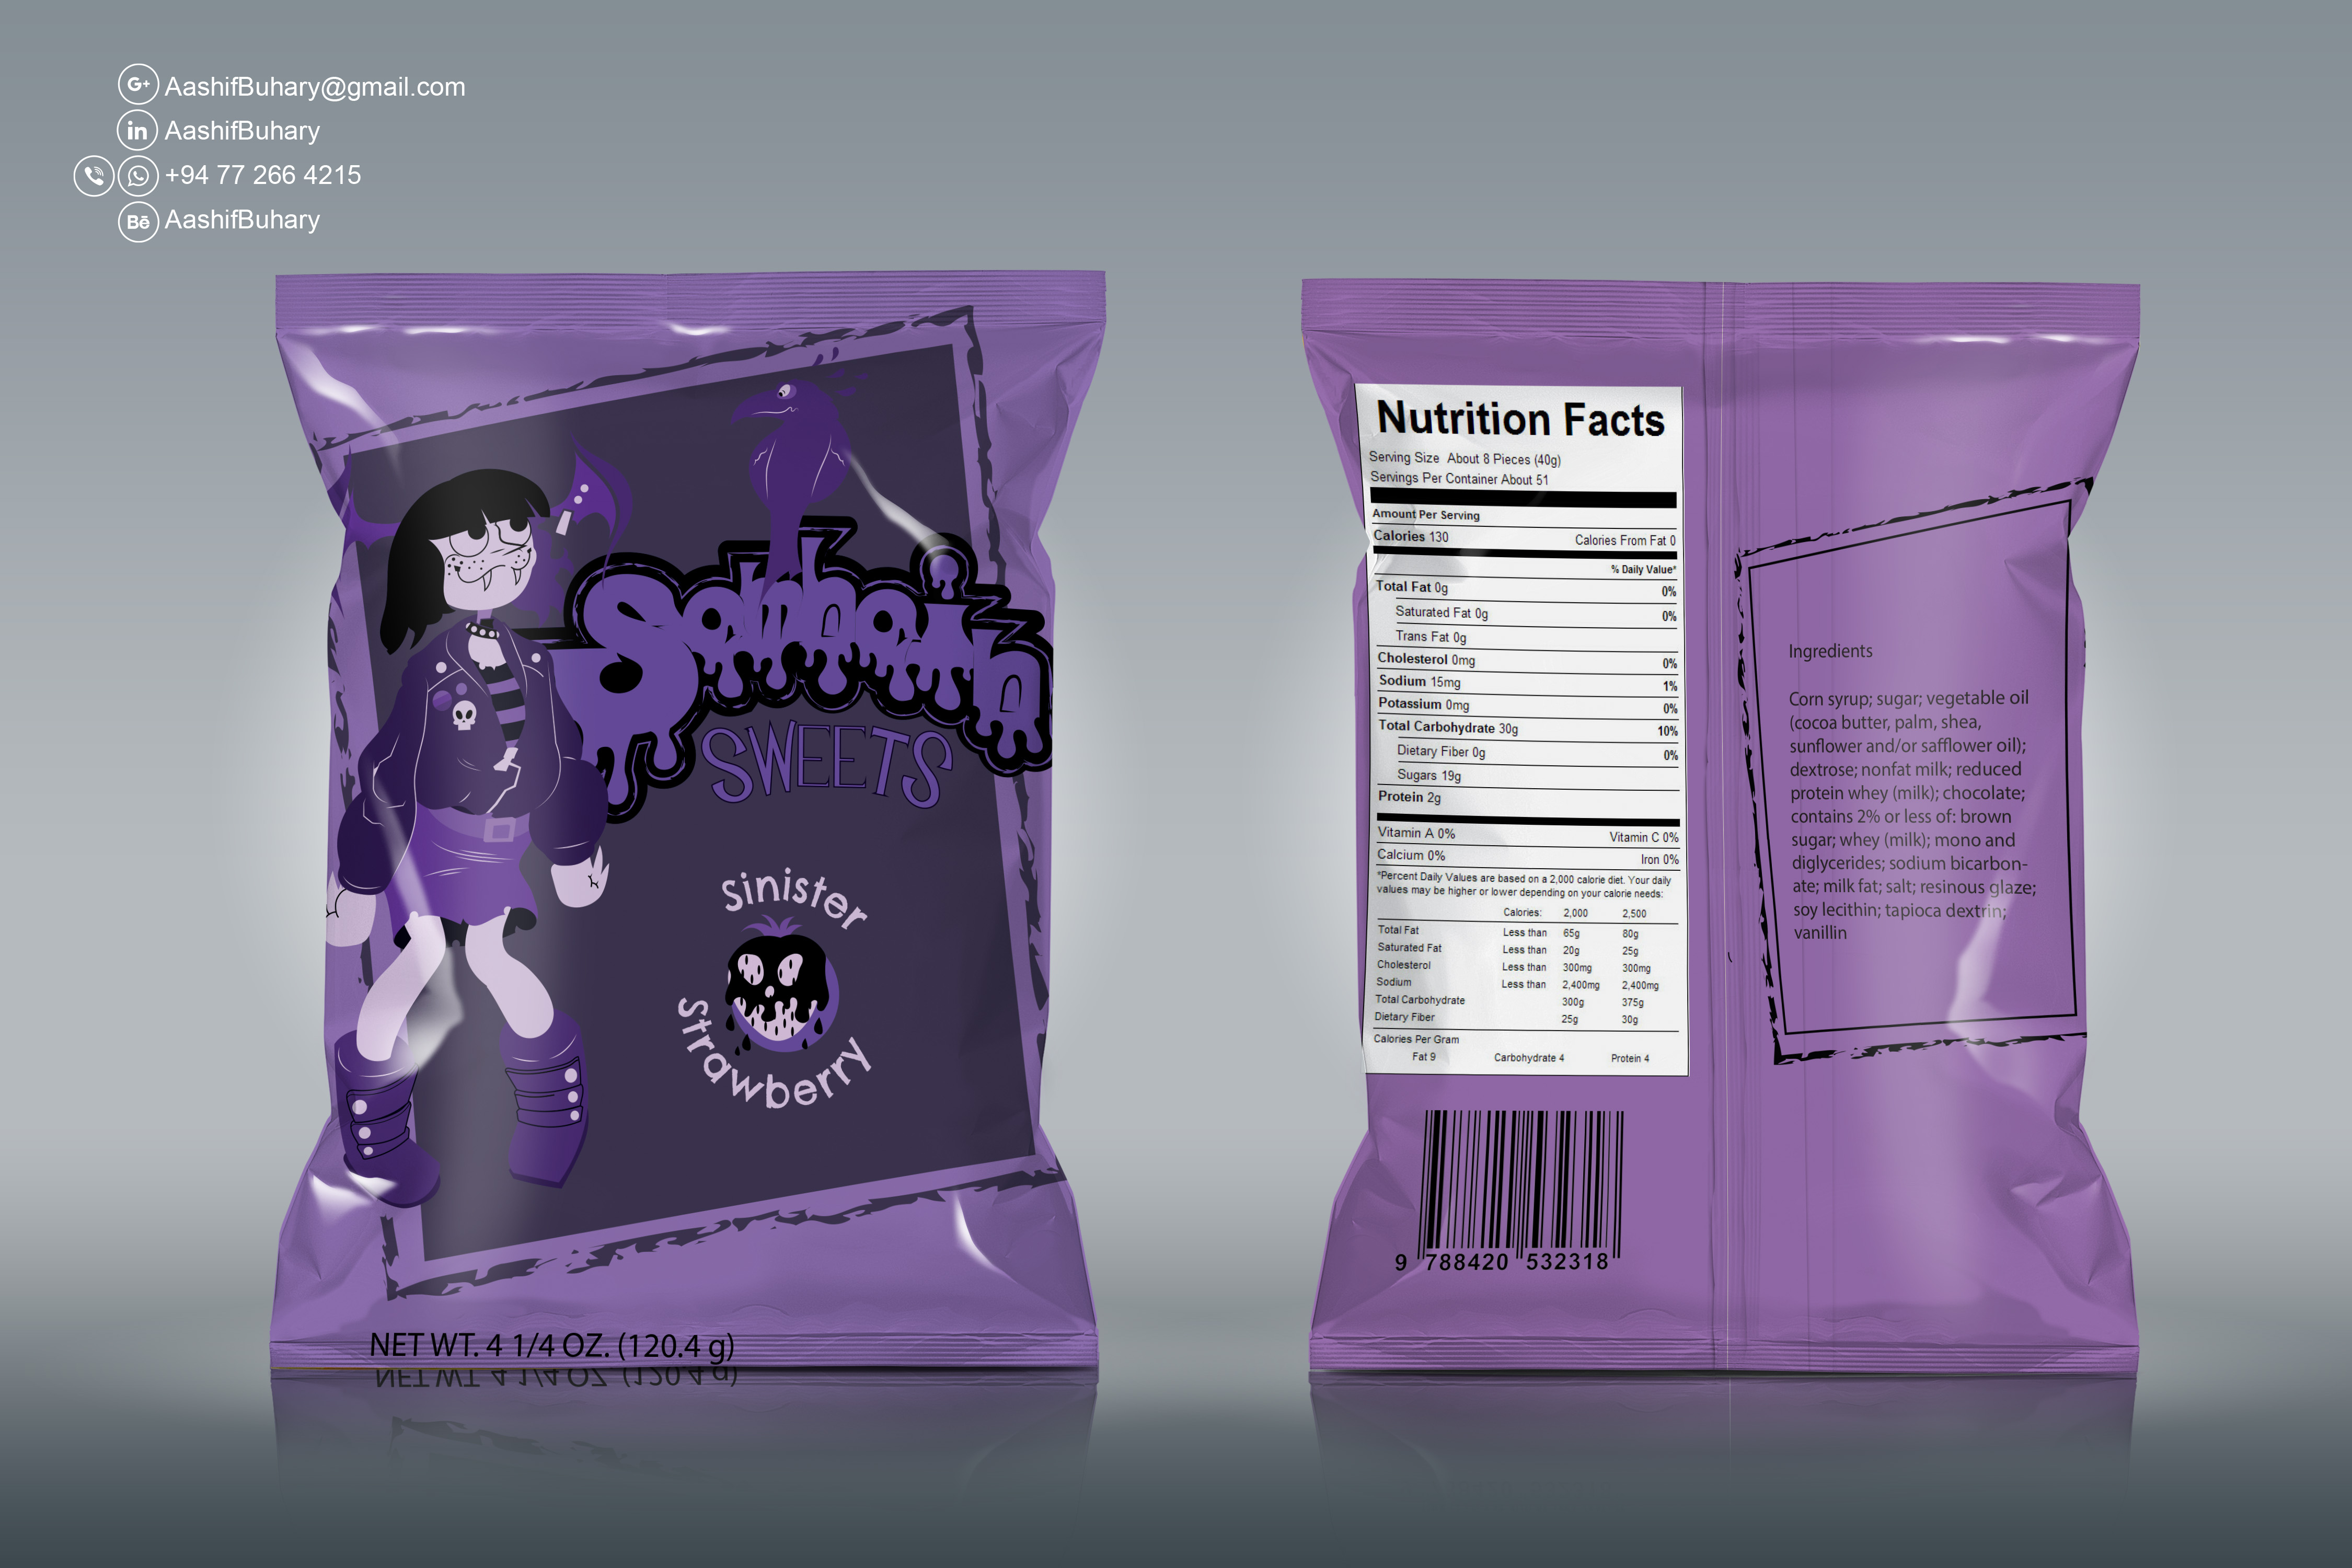 AashifBuhary@gmail.com
AashifBuhary
+94 77 266 4215
AashifBuhary
Samhain
SWEETS
Sinister
Strawberry
NET WT. 4 1/4 OZ. (120.4 g)
Nutrition Facts
Serving Size About 8 Pieces (40g)
Servings Per Container About 51
Amount Per Serving
Calories 130 Calories From Fat 0
% Daily Value*
Total Fat 0g 0%
Saturated Fat 0g 0%
Trans Fat 0g
Cholesterol 0mg 0%
Sodium 15mg 1%
Potassium 0mg 0%
Total Carbohydrate 30g 10%
Dietary Fiber 0g 0%
Sugars 19g
Protein 2g
Vitamin A 0% Vitamin C 0%
Calcium 0% Iron 0%
*Percent Daily Values are based on a 2,000 calorie diet. Your daily
values may be higher or lower depending on your calorie needs:
Calories: 2,000 2,500
Total Fat Less than 65g 80g
Saturated Fat Less than 20g 25g
Cholesterol Less than 300mg 300mg
Sodium Less than 2,400mg 2,400mg
Total Carbohydrate 300g 375g
Dietary Fiber 25g 30g
Calories Per Gram
Fat 9 Carbohydrate 4 Protein 4
9 788420 532318
Ingredients
Corn syrup; sugar; vegetable oil
(cocoa butter, palm, shea,
sunflower and/or safflower oil);
dextrose; nonfat milk; reduced
protein whey (milk); chocolate;
contains 2% or less of: brown
sugar; whey (milk); mono and
diglycerides; sodium bicarbon-
ate; milk fat; salt; resinous glaze;
soy lecithin; tapioca dextrin;
vanillin